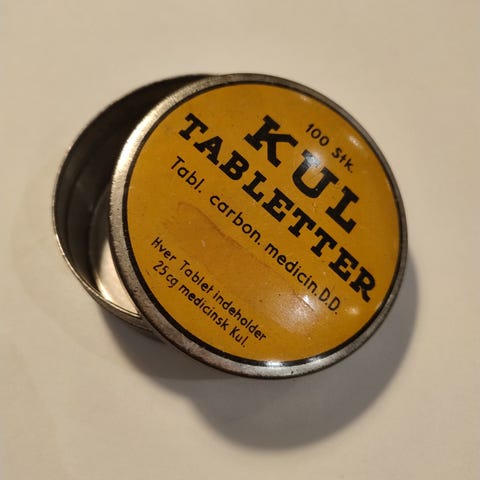 100 Stk.
KUL
TABLETTER
Tabl. carbon. medicin. D.D.
Hver Tablet indeholder
25 cg medicinsk Kul.